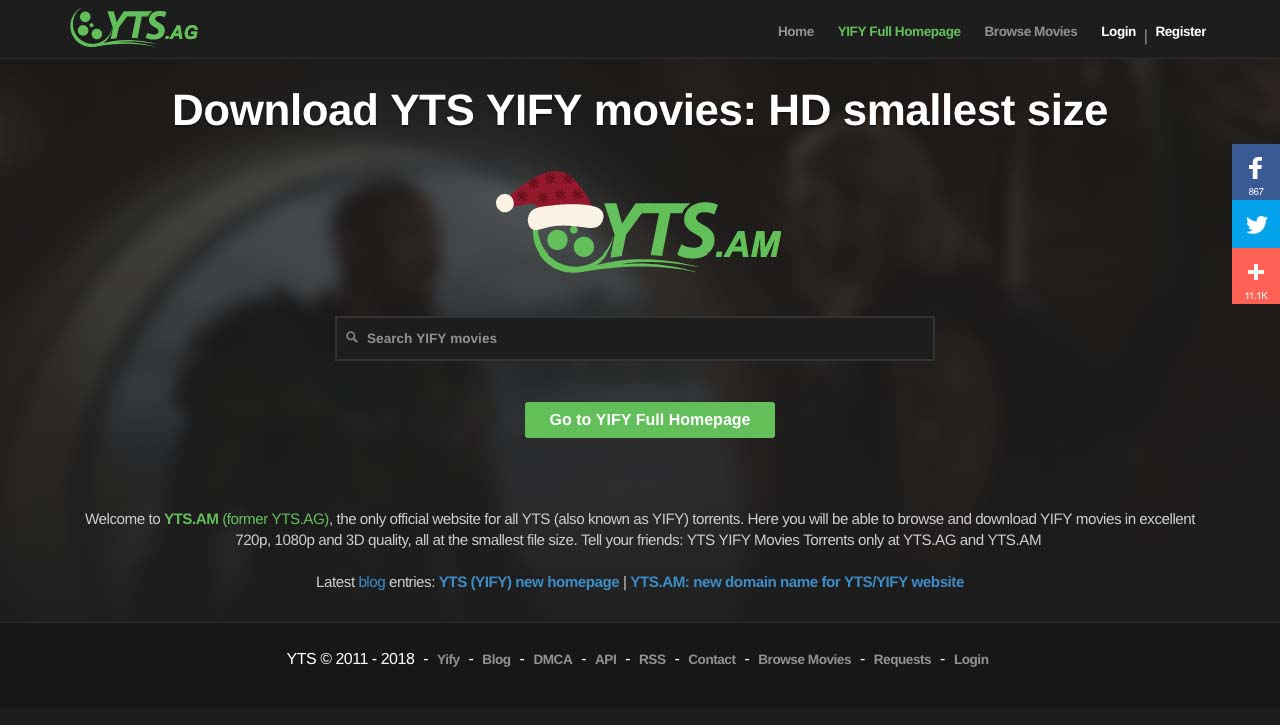 YTS.AG
Home YIFY Full Homepage Browse Movies Login | Register
Download YTS YIFY movies: HD smallest size
867
YTS.AM
11.1K
Search YIFY movies
Go to YIFY Full Homepage
Welcome to YTS.AM (former YTS.AG), the only official website for all YTS (also known as YIFY) torrents. Here you will be able to browse and download YIFY movies in excellent
720p, 1080p and 3D quality, all at the smallest file size. Tell your friends: YTS YIFY Movies Torrents only at YTS.AG and YTS.AM
Latest blog entries: YTS (YIFY) new homepage | YTS.AM: new domain name for YTS/YIFY website
YTS © 2011 - 2018 - Yify - Blog - DMCA - API - RSS - Contact - Browse Movies - Requests - Login